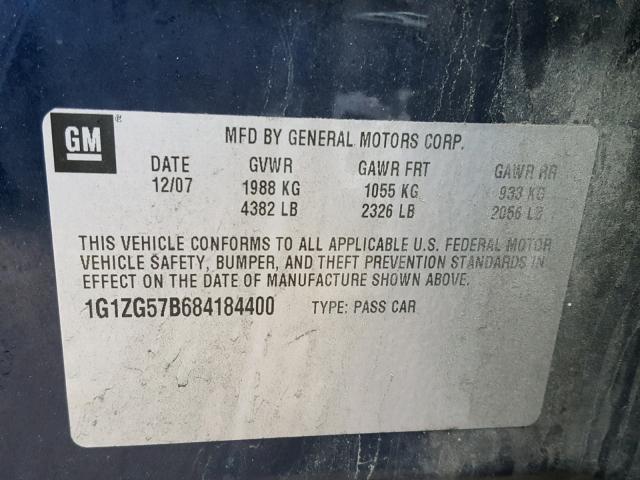 GM ®
MFD BY GENERAL MOTORS CORP.
DATE GVWR GAWR FRT GAWR RR
12/07 1988 KG 1055 KG 933 KG
4382 LB 2326 LB 2056 LB
THIS VEHICLE CONFORMS TO ALL APPLICABLE U.S. FEDERAL MOTOR
VEHICLE SAFETY, BUMPER, AND THEFT PREVENTION STANDARDS IN
EFFECT ON THE DATE OF MANUFACTURE SHOWN ABOVE.
1G1ZG57B684184400 TYPE: PASS CAR